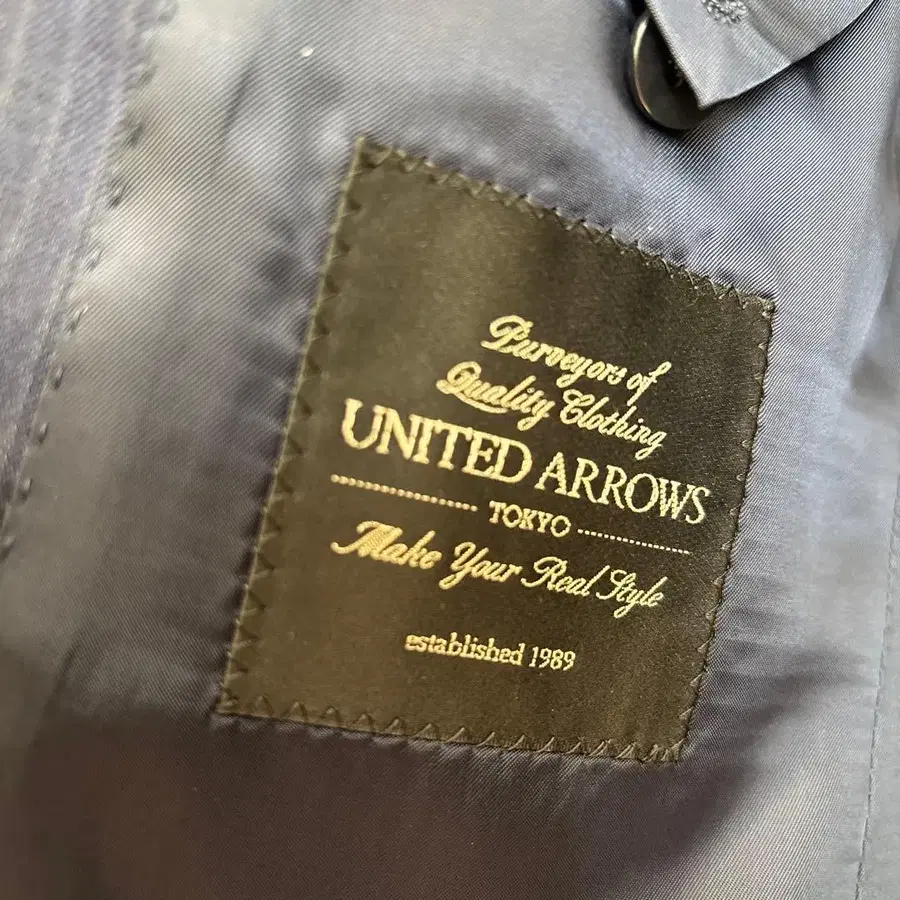 Purveyors of
Quality Clothing
UNITED ARROWS
TOKYO
Make Your Real Style
established 1989